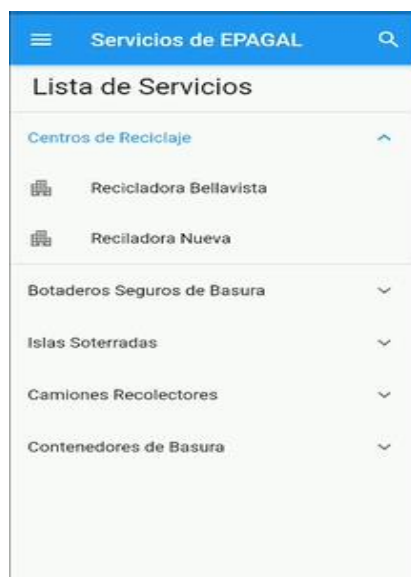 Servicios de EPAGAL
Lista de Servicios
Centros de Reciclaje
Recicladora Bellavista
Reciladora Nueva
Botaderos Seguros de Basura
Islas Soterradas
Camiones Recolectores
Contenedores de Basura